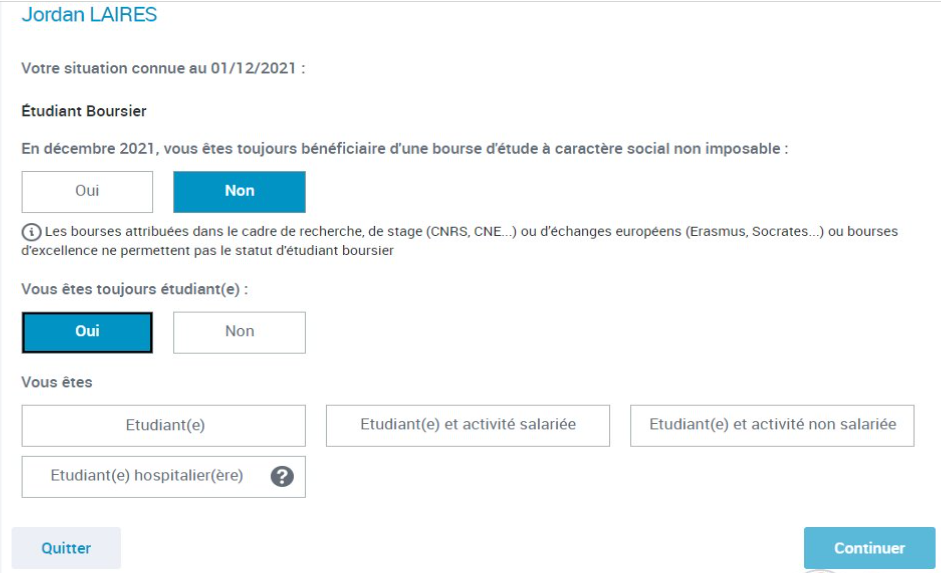 Jordan LAIRES
Votre situation connue au 01/12/2021 :
Étudiant Boursier
En décembre 2021, vous êtes toujours bénéficiaire d'une bourse d'étude à caractère social non imposable :
Oui Non
i Les bourses attribuées dans le cadre de recherche, de stage (CNRS, CNE...) ou d'échanges européens (Erasmus, Socrates...) ou bourses
d'excellence ne permettent pas le statut d'étudiant boursier
Vous êtes toujours étudiant(e) :
Oui Non
Vous êtes
Etudiant(e) Etudiant(e) et activité salariée Etudiant(e) et activité non salariée
Etudiant(e) hospitalier(ère) ?
Quitter Continuer